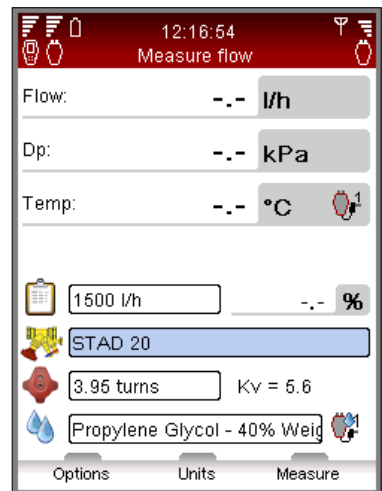 12:16:54
Measure flow
Flow: -.- l/h
Dp: -.- kPa
Temp: -.- °C 1
1500 l/h -.- %
STAD 20
3.95 turns Kv = 5.6
Propylene Glycol - 40% Weig 1
Options Units Measure